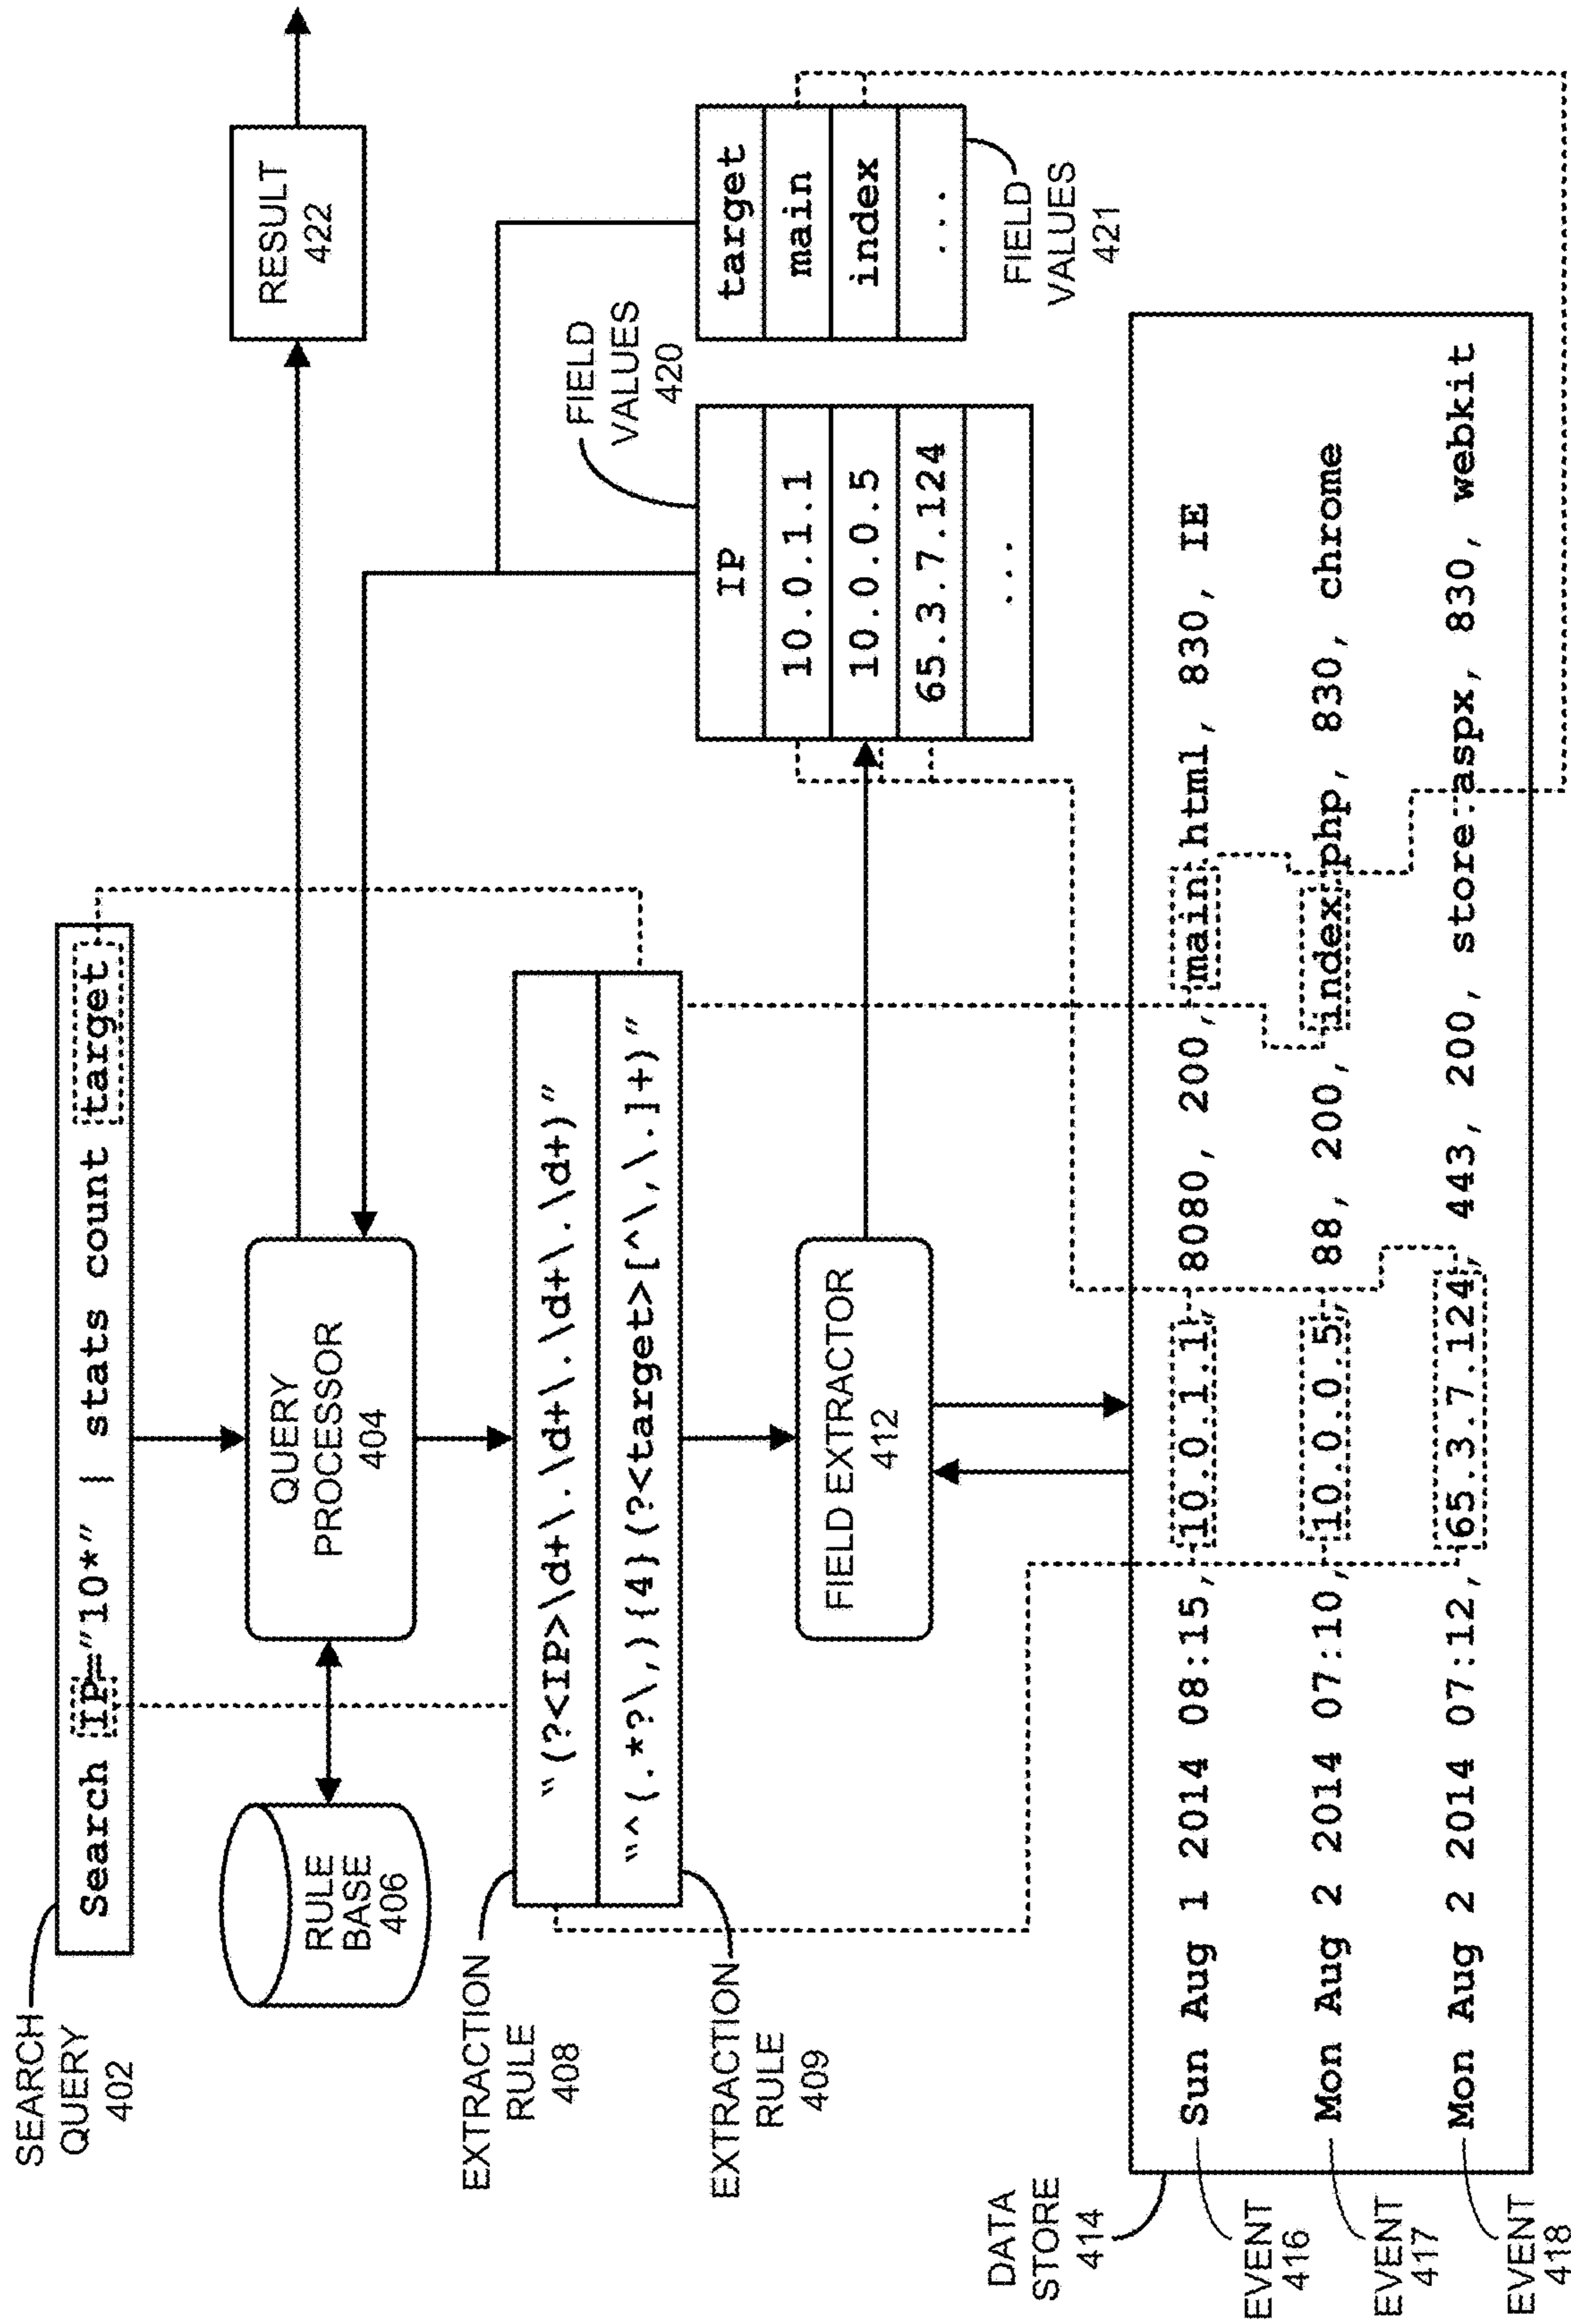 SEARCH
QUERY
402
Search IP="10*" | stats count target
RULE
BASE
406
QUERY
PROCESSOR
404
RESULT
422
EXTRACTION
RULE
408
"(?<IP>\d+\.\d+\.\d+\.\d+)"
EXTRACTION
RULE
409
"^(.*?\,){4}(?<target>[^\,\.]+)"
FIELD EXTRACTOR
412
FIELD
VALUES
420
IP
10.0.1.1
10.0.0.5
65.3.7.124
...
target
main
index
...
FIELD
VALUES
421
DATA
STORE
414
EVENT
416
Sun Aug 1 2014 08:15, 10.0.1.1, 8080, 200, main.html, 830, IE
EVENT
417
Mon Aug 2 2014 07:10, 10.0.0.5, 88, 200, index.php, 830, chrome
EVENT
418
Mon Aug 2 2014 07:12, 65.3.7.124, 443, 200, store.aspx, 830, webkit